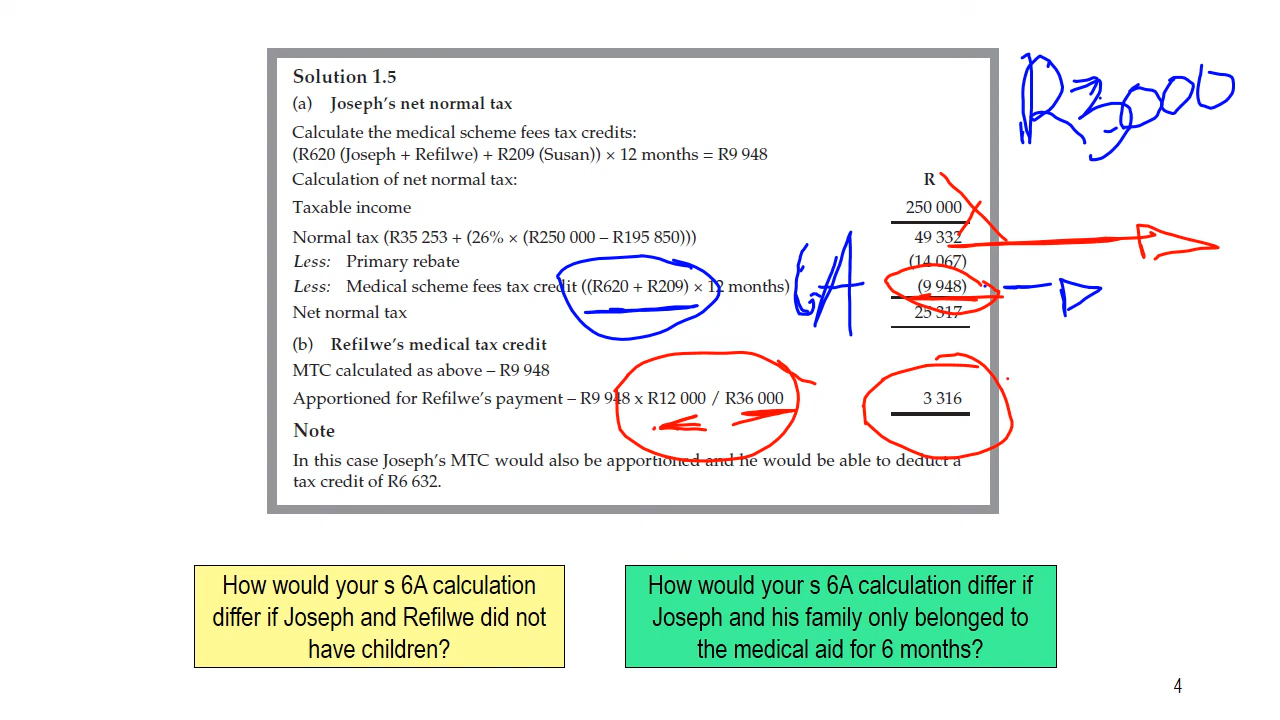 R3,000
Solution 1.5
(a) Joseph's net normal tax
Calculate the medical scheme fees tax credits:
(R620 (Joseph + Refilwe) + R209 (Susan)) × 12 months = R9 948
Calculation of net normal tax: R
Taxable income 250 000
Normal tax (R35 253 + (26% × (R250 000 – R195 850))) 49 332
Less: Primary rebate (14 067)
Less: Medical scheme fees tax credit ((R620 + R209) × 12 months) (9 948)
6A
Net normal tax 25 317
(b) Refilwe's medical tax credit
MTC calculated as above – R9 948
Apportioned for Refilwe's payment – R9 948 x R12 000 / R36 000 3 316
Note
In this case Joseph's MTC would also be apportioned and he would be able to deduct a
tax credit of R6 632.
How would your s 6A calculation
differ if Joseph and Refilwe did not
have children?
How would your s 6A calculation differ if
Joseph and his family only belonged to
the medical aid for 6 months?
4